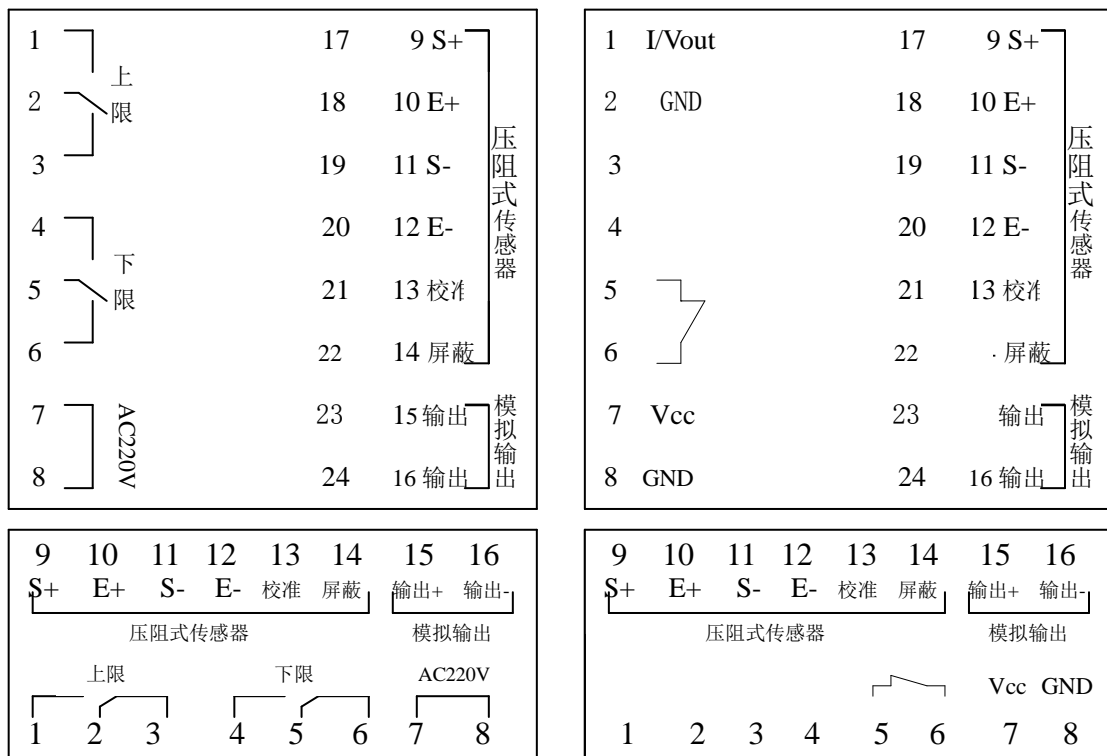 1 17 9 S+
上限
2 18 10 E+
3 19 11 S-
4 20 12 E-
下限
5 21 13 校准
6 22 14 屏蔽
压阻式传感器
7 23 15 输出
8 24 16 输出
AC220V
模拟输出
1 I/Vout 17 9 S+
2 GND 18 10 E+
3 19 11 S-
4 20 12 E-
5 21 13 校准
6 22 . 屏蔽
压阻式传感器
7 Vcc 23 输出
8 GND 24 16 输出
模拟输出
9 10 11 12 13 14 15 16
S+ E+ S- E- 校准 屏蔽 输出+ 输出-
压阻式传感器 模拟输出
上限 下限 AC220V
1 2 3 4 5 6 7 8
9 10 11 12 13 14 15 16
S+ E+ S- E- 校准 屏蔽 输出+ 输出-
压阻式传感器 模拟输出
Vcc GND
1 2 3 4 5 6 7 8